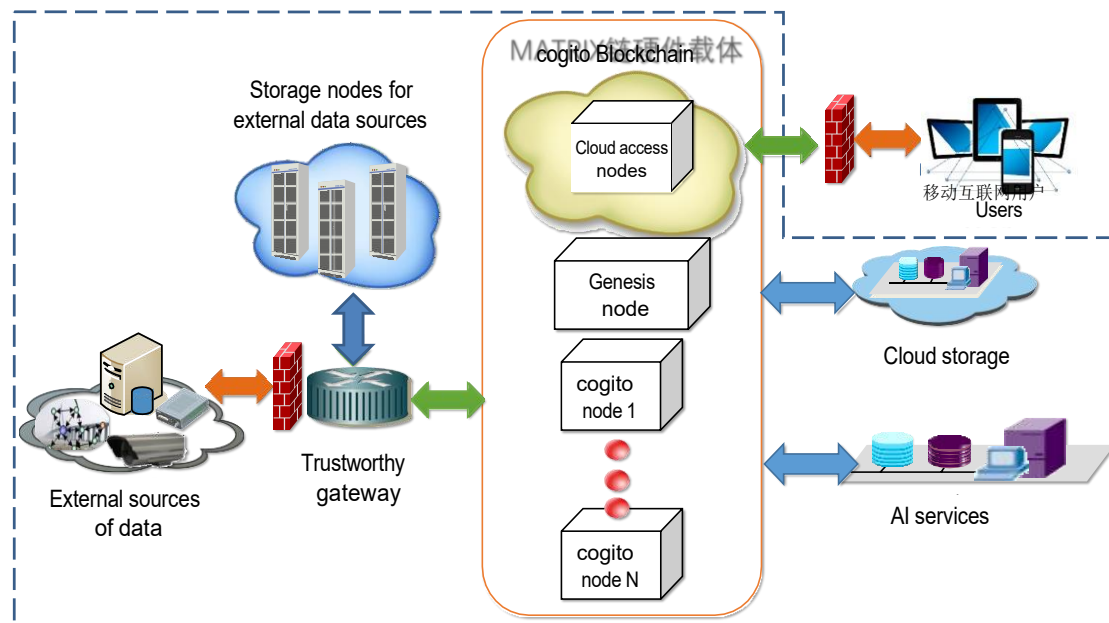 MATRIX链硬件载体
cogito Blockchain
Storage nodes for
external data sources
Cloud access
nodes
移动互联网用户
Users
Genesis
node
Cloud storage
cogito
node 1
Trustworthy
gateway
External sources
of data
AI services
cogito
node N